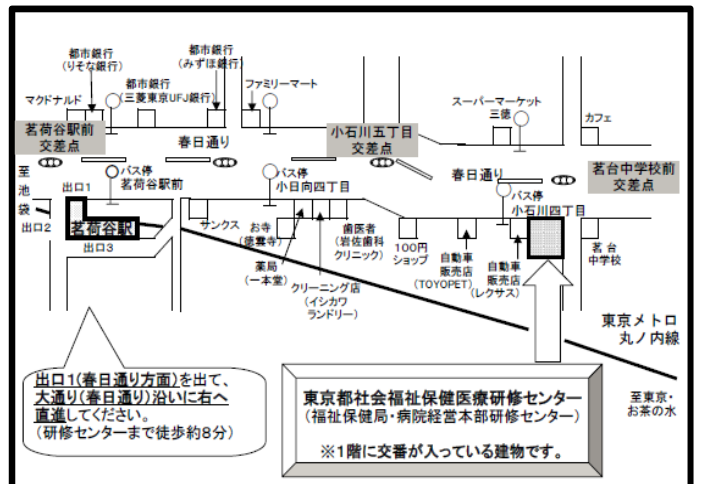 都市銀行
(りそな銀行)
都市銀行
(みずほ銀行)
都市銀行
(三菱東京UFJ銀行)
ファミリーマート
マクドナルド
スーパーマーケット
三徳
カフェ
茗荷谷駅前
交差点
春日通り
小石川五丁目
交差点
春日通り
茗台中学校前
交差点
至池袋
出口1
バス停
茗荷谷駅前
バス停
小日向四丁目
バス停
小石川四丁目
出口2
茗荷谷駅
出口3
サンクス
お寺
(徳雲寺)
薬局
(一本堂)
クリーニング店
(イシカワ
ランドリー)
歯医者
(岩佐歯科
クリニック)
100円
ショップ
自動車
販売店
(TOYOPET)
自動車
販売店
(レクサス)
茗台
中学校
東京メトロ
丸ノ内線
至東京・
お茶の水
出口1(春日通り方面)を出て、
大通り(春日通り)沿いに右へ
直進してください。
(研修センターまで徒歩約8分)
東京都社会福祉保健医療研修センター
(福祉保健局・病院経営本部研修センター)
※1階に交番が入っている建物です。